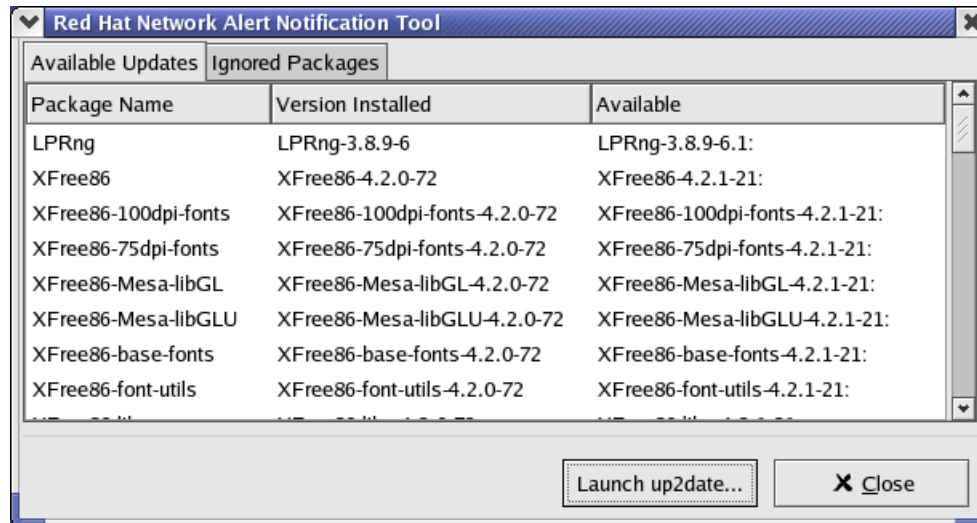 Red Hat Network Alert Notification Tool
Available Updates Ignored Packages
Package Name Version Installed Available
LPRng LPRng-3.8.9-6 LPRng-3.8.9-6.1:
XFree86 XFree86-4.2.0-72 XFree86-4.2.1-21:
XFree86-100dpi-fonts XFree86-100dpi-fonts-4.2.0-72 XFree86-100dpi-fonts-4.2.1-21:
XFree86-75dpi-fonts XFree86-75dpi-fonts-4.2.0-72 XFree86-75dpi-fonts-4.2.1-21:
XFree86-Mesa-libGL XFree86-Mesa-libGL-4.2.0-72 XFree86-Mesa-libGL-4.2.1-21:
XFree86-Mesa-libGLU XFree86-Mesa-libGLU-4.2.0-72 XFree86-Mesa-libGLU-4.2.1-21:
XFree86-base-fonts XFree86-base-fonts-4.2.0-72 XFree86-base-fonts-4.2.1-21:
XFree86-font-utils XFree86-font-utils-4.2.0-72 XFree86-font-utils-4.2.1-21:
Launch up2date... Close